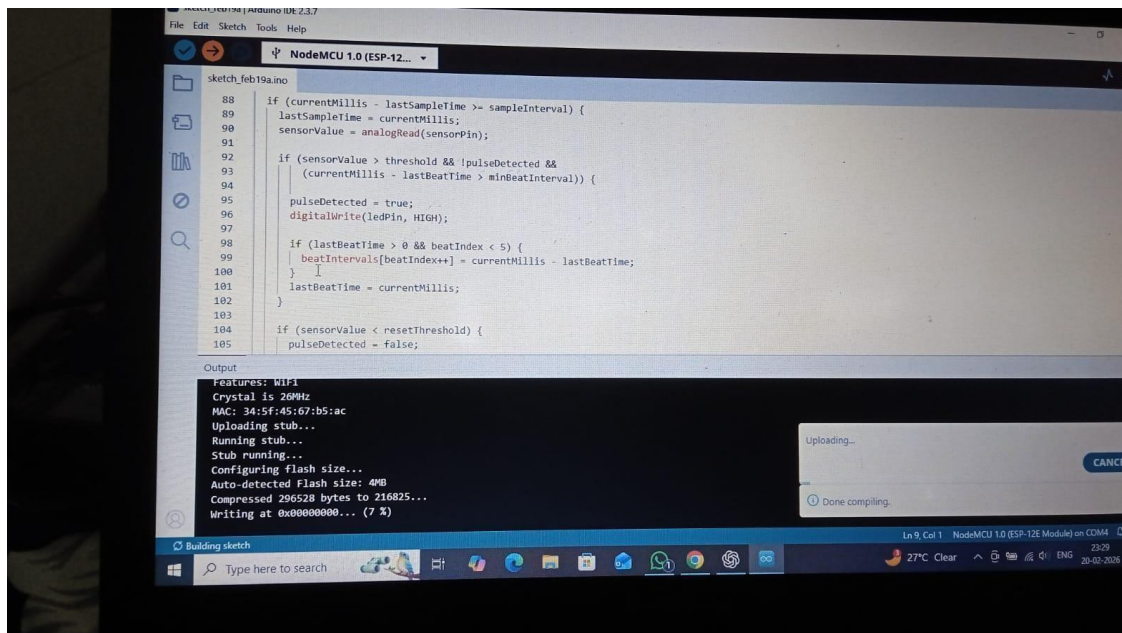 sketch_feb19a | Arduino IDE 2.3.7
File Edit Sketch Tools Help
NodeMCU 1.0 (ESP-12...
sketch_feb19a.ino
88 if (currentMillis - lastSampleTime >= sampleInterval) {
89 lastSampleTime = currentMillis;
90 sensorValue = analogRead(sensorPin);
91
92 if (sensorValue > threshold && !pulseDetected &&
93 (currentMillis - lastBeatTime > minBeatInterval)) {
94
95 pulseDetected = true;
96 digitalWrite(ledPin, HIGH);
97
98 if (lastBeatTime > 0 && beatIndex < 5) {
99 beatIntervals[beatIndex++] = currentMillis - lastBeatTime;
100 }
101 lastBeatTime = currentMillis;
102 }
103
104 if (sensorValue < resetThreshold) {
105 pulseDetected = false;
Output
Features: WiFi
Crystal is 26MHz
MAC: 34:5f:45:67:b5:ac
Uploading stub...
Running stub...
Stub running...
Configuring flash size...
Auto-detected Flash size: 4MB
Compressed 296528 bytes to 216825...
Writing at 0x00000000... (7 %)
Uploading...
CANCE
Done compiling.
Building sketch
Ln 9, Col 1 NodeMCU 1.0 (ESP-12E Module) on COM4
Type here to search
27°C Clear
ENG
23:29
20-02-2026